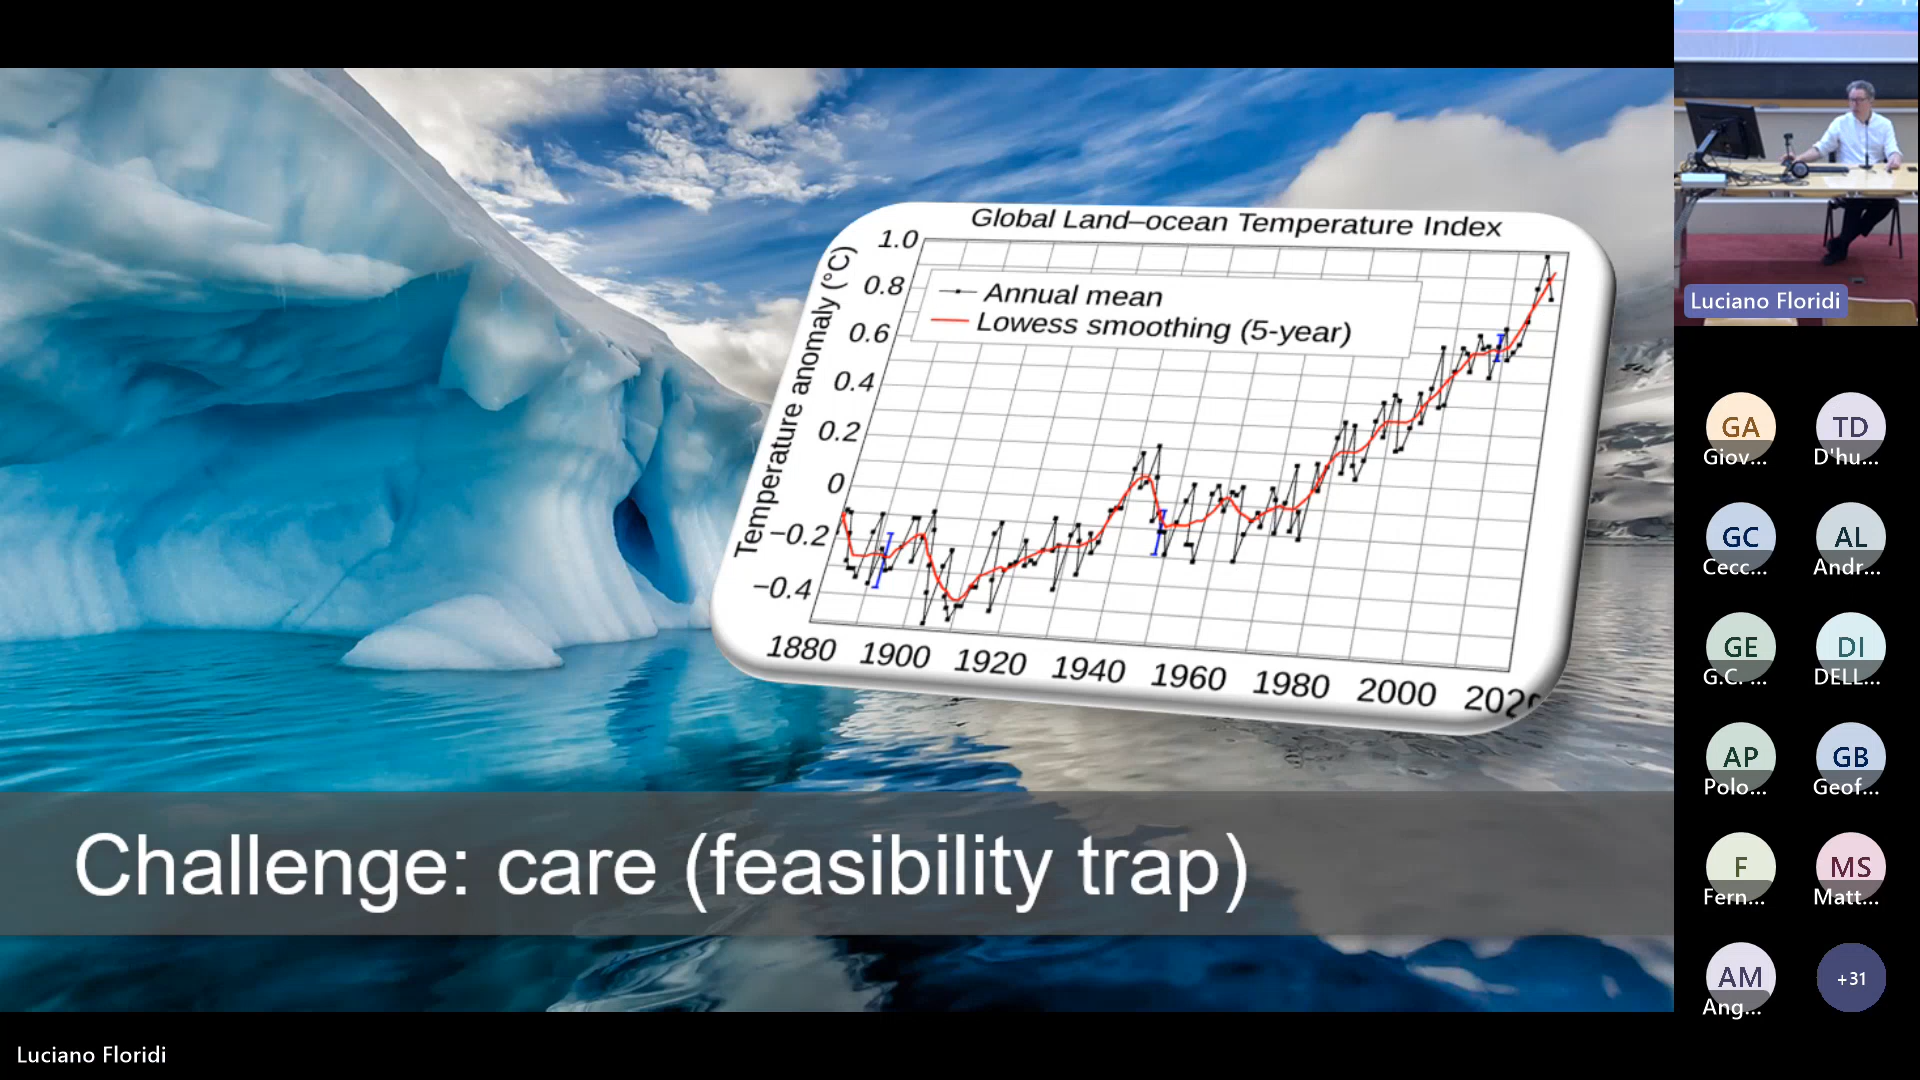 Global Land–ocean Temperature Index
Temperature anomaly (°C)
1.0
0.8
0.6
0.4
0.2
0
−0.2
−0.4
Annual mean
Lowess smoothing (5-year)
1880 1900 1920 1940 1960 1980 2000 2020
Challenge: care (feasibility trap)
Luciano Floridi
Luciano Floridi
GA TD
Giov... D'hu...
GC AL
Cecc... Andr...
GE DI
G.C. ... DELL...
AP GB
Polo... Geof...
F MS
Fern... Matt...
AM +31
Ang...